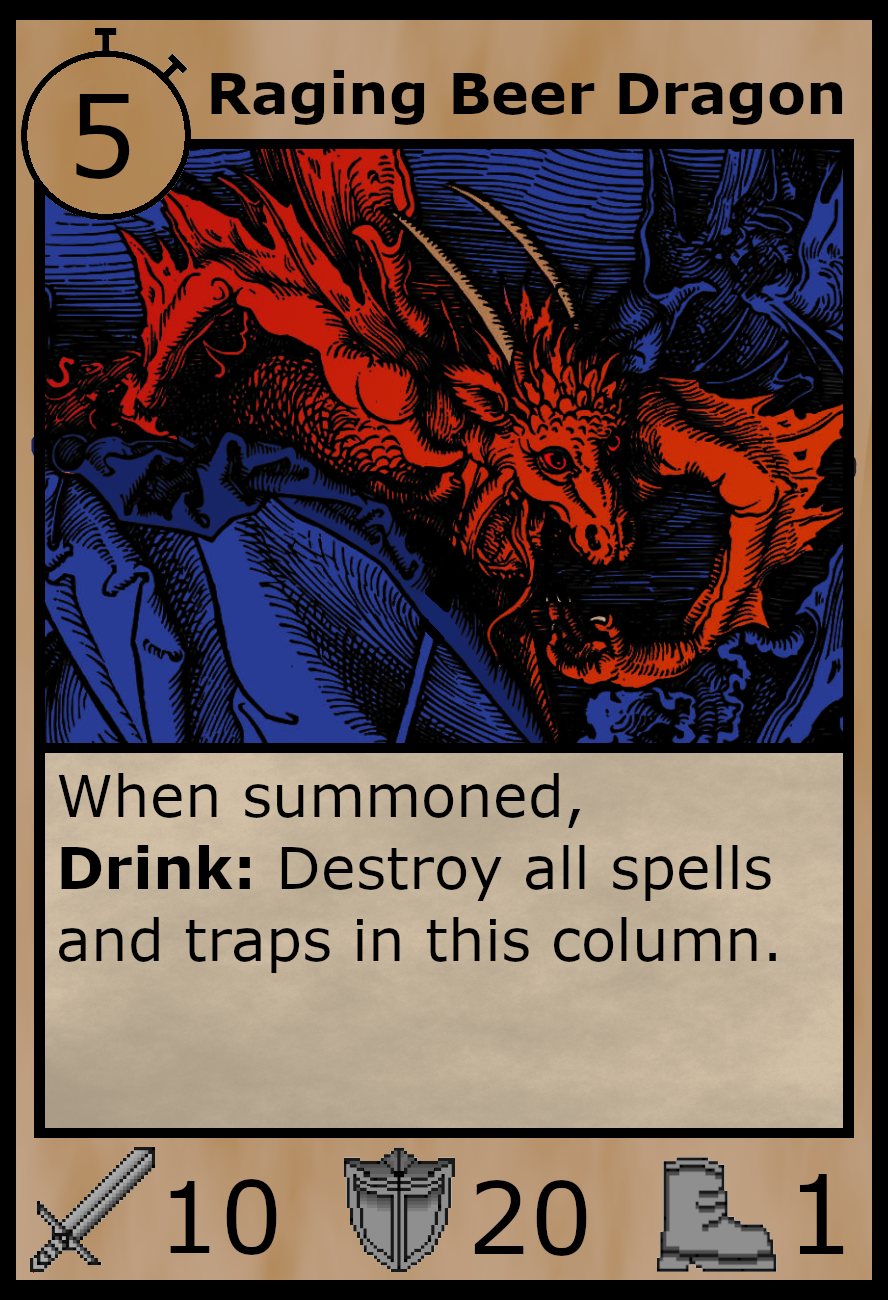 5
Raging Beer Dragon
When summoned,
Drink: Destroy all spells
and traps in this column.
10 20 1